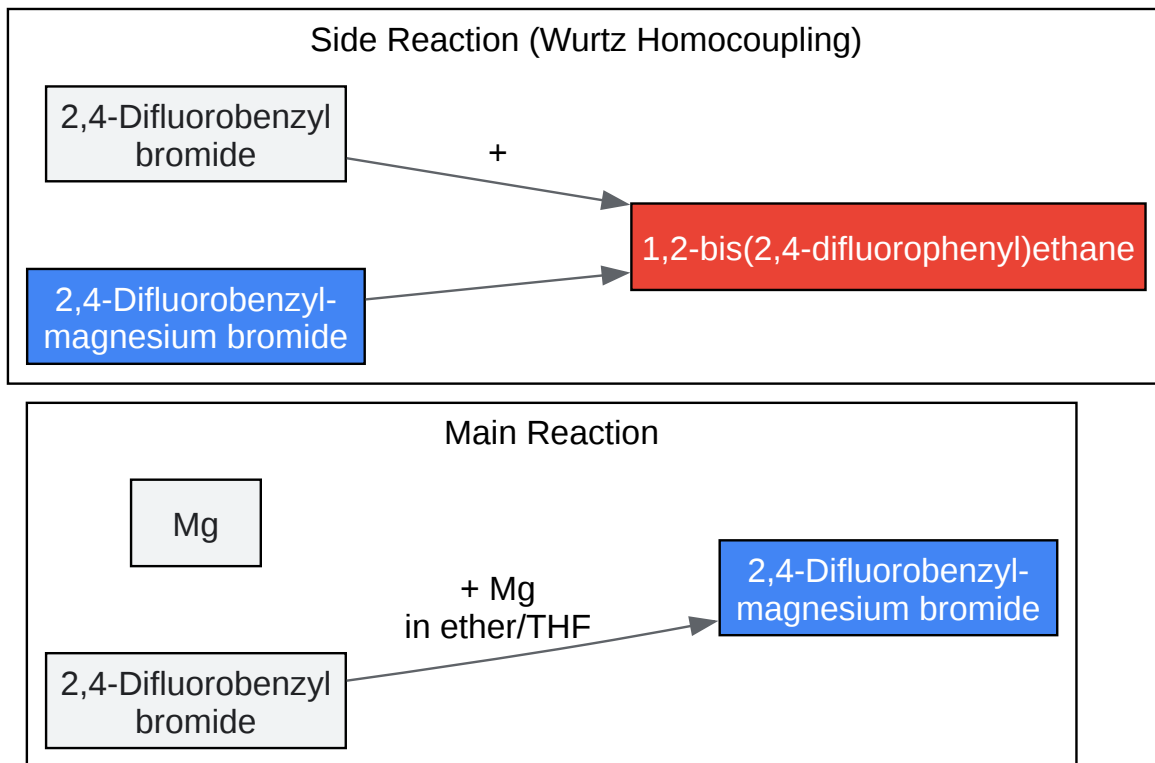 Side Reaction (Wurtz Homocoupling)
2,4-Difluorobenzyl
bromide
+
2,4-Difluorobenzyl-
magnesium bromide
1,2-bis(2,4-difluorophenyl)ethane
Main Reaction
Mg
+ Mg
in ether/THF
2,4-Difluorobenzyl
bromide
2,4-Difluorobenzyl-
magnesium bromide